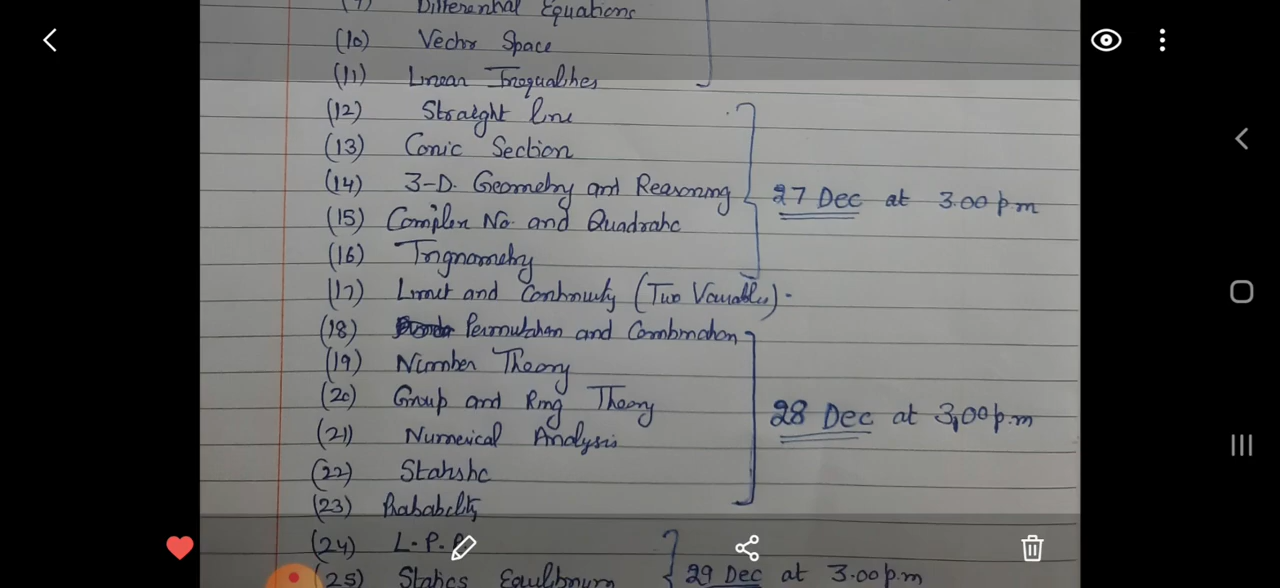 (9) Differential Equations
(10) Vector Space
(11) Linear Inequalities
(12) Straight line
(13) Conic Section
(14) 3-D. Geometry and Reasoning
27 Dec at 3.00 p.m
(15) Complex No. and Quadratic
(16) Trignometry
(17) Limit and Continuity (Two Variables).
(18) Permutation and Combination
(19) Number Theory
(20) Group and Ring Theory
28 Dec at 3,00 p.m
(21) Numerical Analysis
(22) Statistic
(23) Probability
(24) L.P.P
(25) Statics Equilibrium
29 Dec at 3.00 p.m